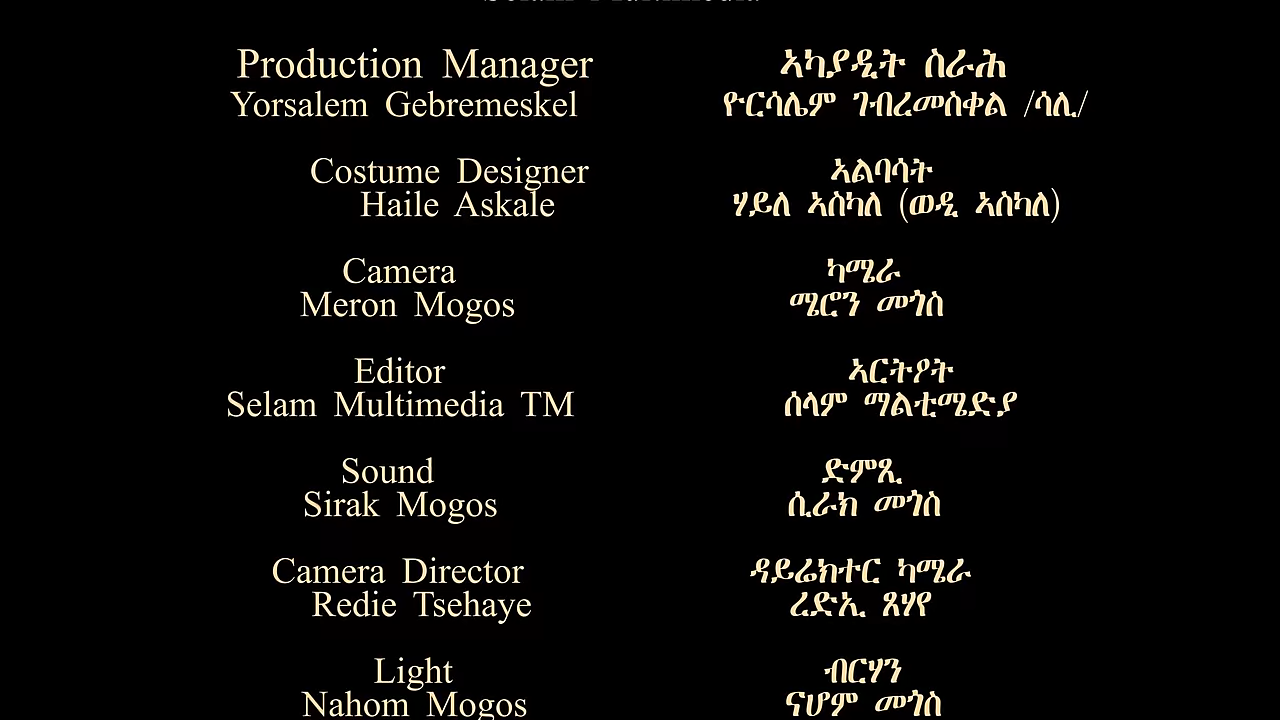 Production Manager ኣካያዲት ስራሕ
Yorsalem Gebremeskel ዮርሳሌም ገብረመስቀል /ሳሊ/
Costume Designer ኣልባሳት
Haile Askale ሃይለ ኣስካለ (ወዲ ኣስካለ)
Camera ካሜራ
Meron Mogos ሜሮን መጎስ
Editor ኣርትዖት
Selam Multimedia TM ሰላም ማልቲሜድያ
Sound ድምጺ
Sirak Mogos ሲራክ መጎስ
Camera Director ዳይሬክተር ካሜራ
Redie Tsehaye ረድኢ ጸሃየ
Light ብርሃን
Nahom Mogos ናሆም መጎስ